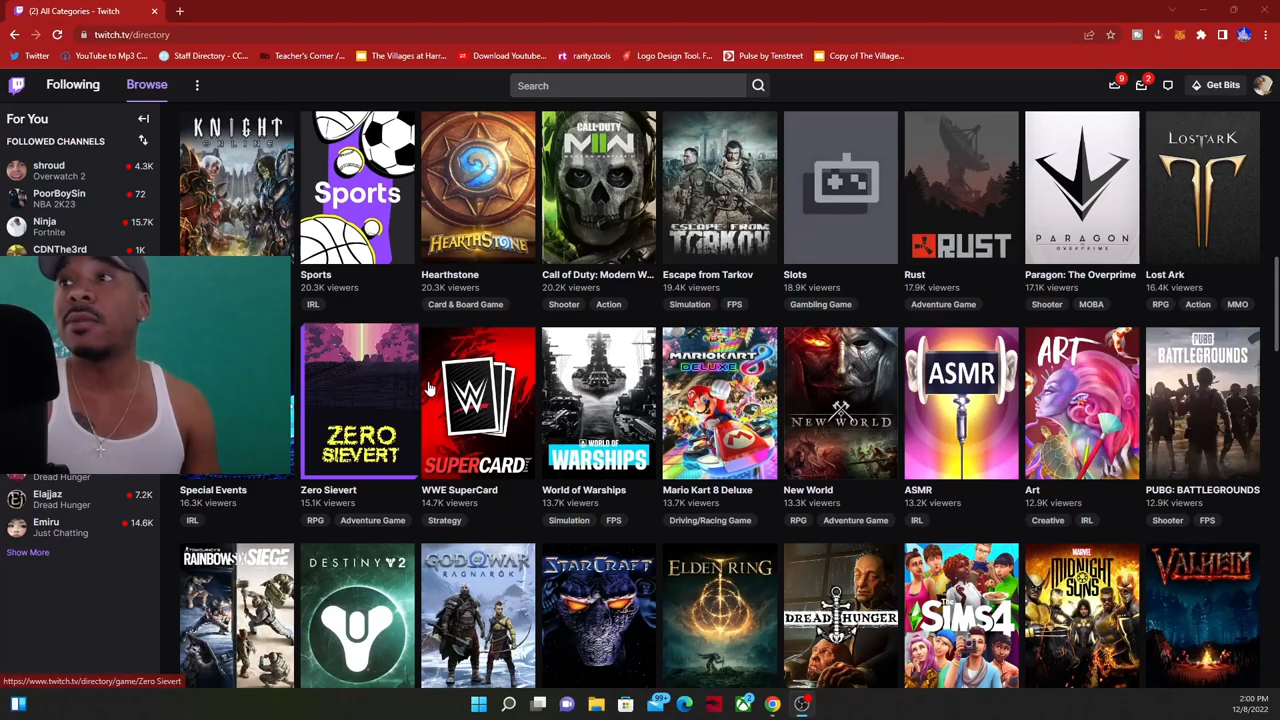 (2) All Categories - Twitch
twitch.tv/directory
Twitter
YouTube to Mp3 C...
Staff Directory -- C...
Teacher's Corner /...
The Villages at Harr...
Download Youtube...
rarity.tools
Logo Design Tool. F...
Pulse by Tenstreet
Copy of The Village...
Following
Browse
Search
9
2
Get Bits
For You
FOLLOWED CHANNELS
shroud
4.3K
Overwatch 2
PoorBoySin
72
NBA 2K23
Ninja
15.7K
Fortnite
CDNThe3rd
1K
Dread Hunger
Elajjaz
7.2K
Dread Hunger
Emiru
14.6K
Just Chatting
Show More
KNIGHT
ONLINE
Sports
HEARTHSTONE
CALL OF DUTY:
MWII
MODERN WARFARE
ESCAPE FROM
TARKOV
RUST
PARAGON
OVERPRIME
LOST ARK
Sports
20.3K viewers
IRL
Hearthstone
20.3K viewers
Card & Board Game
Call of Duty: Modern W...
20.2K viewers
Shooter
Action
Escape from Tarkov
19.4K viewers
Simulation
FPS
Slots
18.9K viewers
Gambling Game
Rust
17.9K viewers
Adventure Game
Paragon: The Overprime
17.1K viewers
Shooter
MOBA
Lost Ark
16.4K viewers
RPG
Action
MMO
ZERO
SIEVERT
W
SUPERCARD
WORLD OF
WARSHIPS
MARIOKART
8
DELUXE
NEW WORLD
ASMR
ART
PUBG
BATTLEGROUNDS
Special Events
16.3K viewers
IRL
Zero Sievert
15.1K viewers
RPG
Adventure Game
WWE SuperCard
14.7K viewers
Strategy
World of Warships
13.7K viewers
Simulation
FPS
Mario Kart 8 Deluxe
13.7K viewers
Driving/Racing Game
New World
13.3K viewers
RPG
Adventure Game
ASMR
13.2K viewers
IRL
Art
12.9K viewers
Creative
IRL
PUBG: BATTLEGROUNDS
12.9K viewers
Shooter
FPS
TOM CLANCY'S
RAINBOW SIX SIEGE
DESTINY 2
GOD OF WAR
RAGNARÖK
STARCRAFT
ELDEN RING
DREAD HUNGER
THE
SIMS 4
MARVEL
MIDNIGHT
SUNS
VALHEIM
https://www.twitch.tv/directory/game/Zero Sievert
99+
2
2:00 PM
12/8/2022